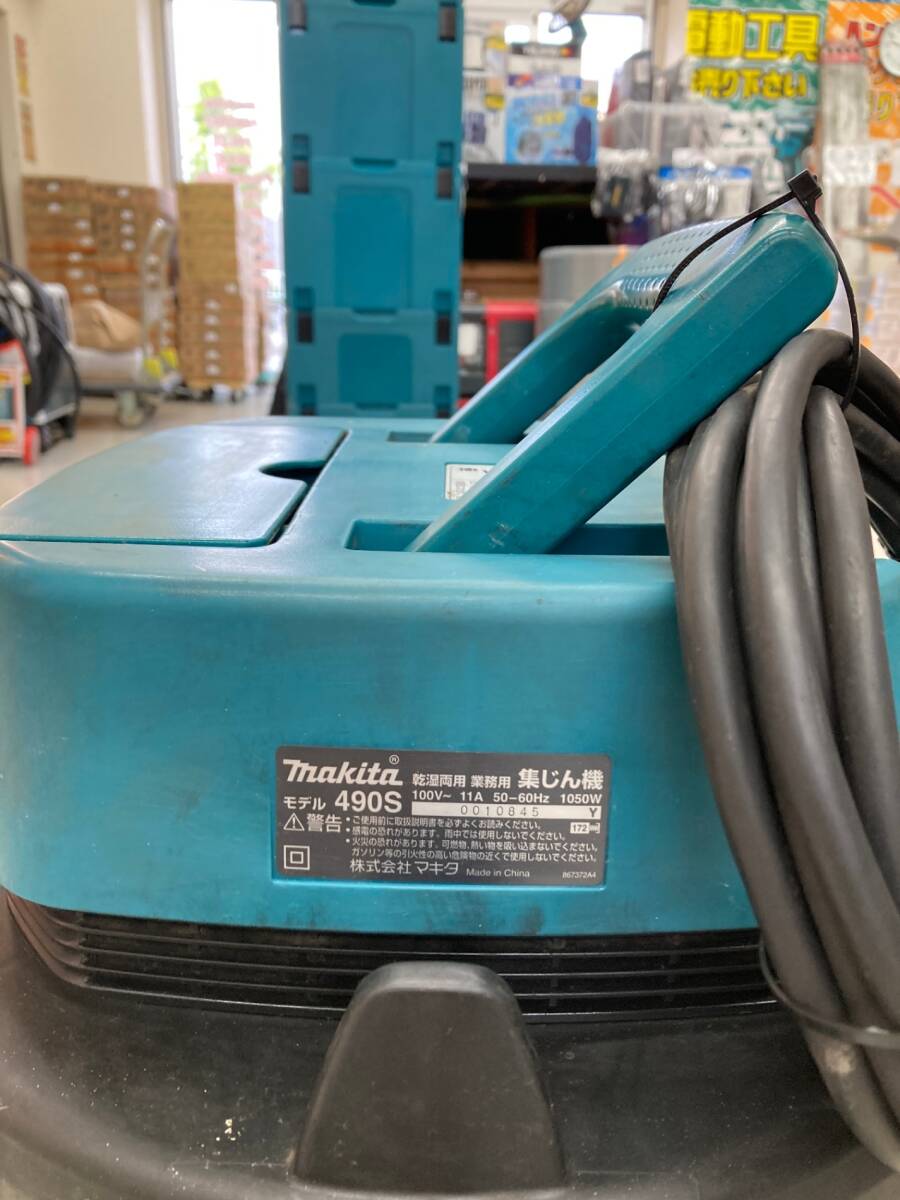 電動工具
売り下さい
makita® 乾湿両用 業務用 集じん機
100V~ 11A 50-60Hz 1050W
モデル 490S 0010845 Y
⚠警告 •ご使用前に取扱説明書を必ずよくお読みください。
•感電の恐れがあります。雨中では使用しないでください。
172
•火災の恐れがあります。可燃物、熱い物を吸い込まないでください。
ガソリン等の引火性の高い危険物の近くで使用しないでください。
株式会社マキタ Made in China 867372A4